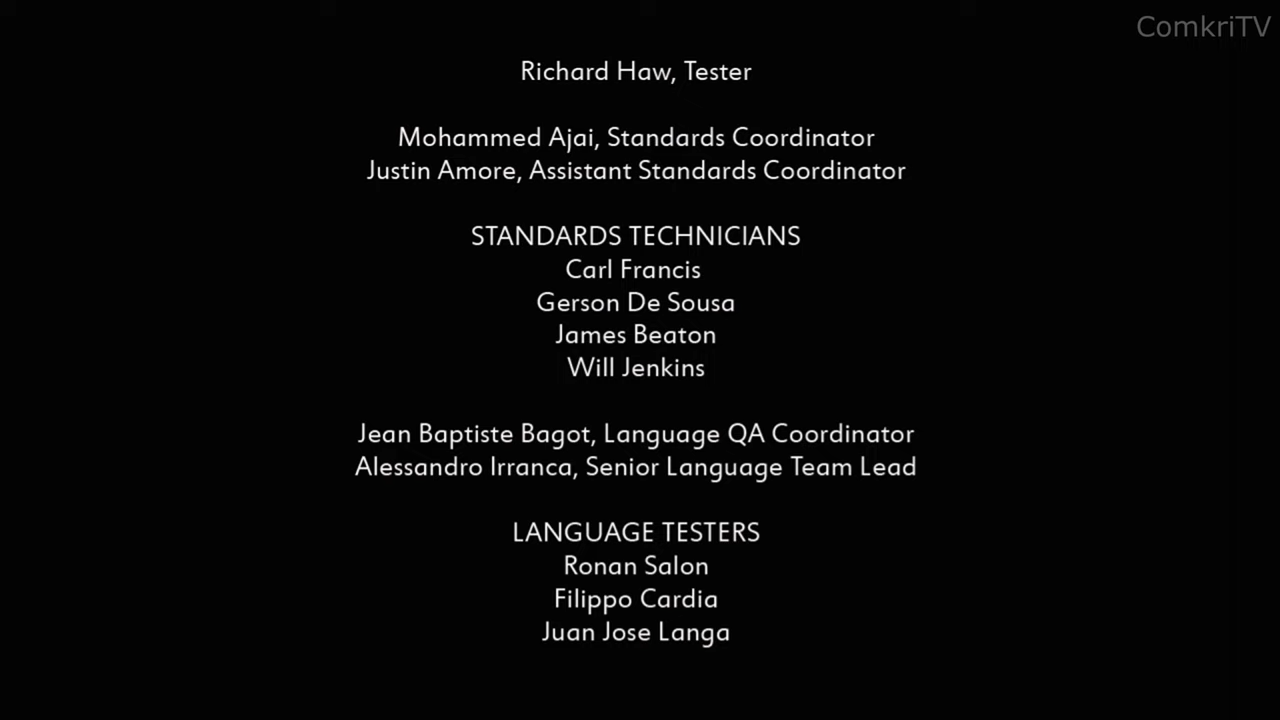 ComkriTV
Richard Haw, Tester
Mohammed Ajai, Standards Coordinator
Justin Amore, Assistant Standards Coordinator
STANDARDS TECHNICIANS
Carl Francis
Gerson De Sousa
James Beaton
Will Jenkins
Jean Baptiste Bagot, Language QA Coordinator
Alessandro Irranca, Senior Language Team Lead
LANGUAGE TESTERS
Ronan Salon
Filippo Cardia
Juan Jose Langa